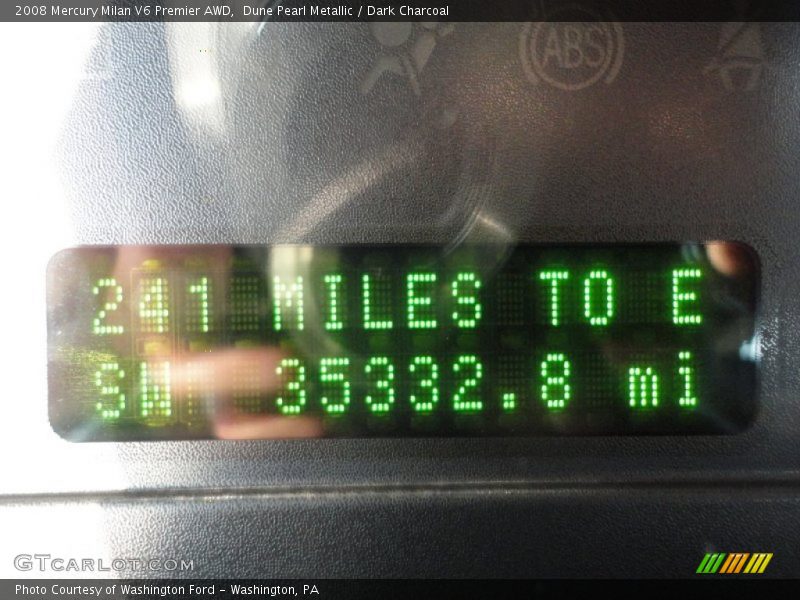 2008 Mercury Milan V6 Premier AWD,  Dune Pearl Metallic / Dark Charcoal
ABS
241 MILES TO E
SW 35332.8 mi
GTcarlot.com
Photo Courtesy of Washington Ford - Washington, PA